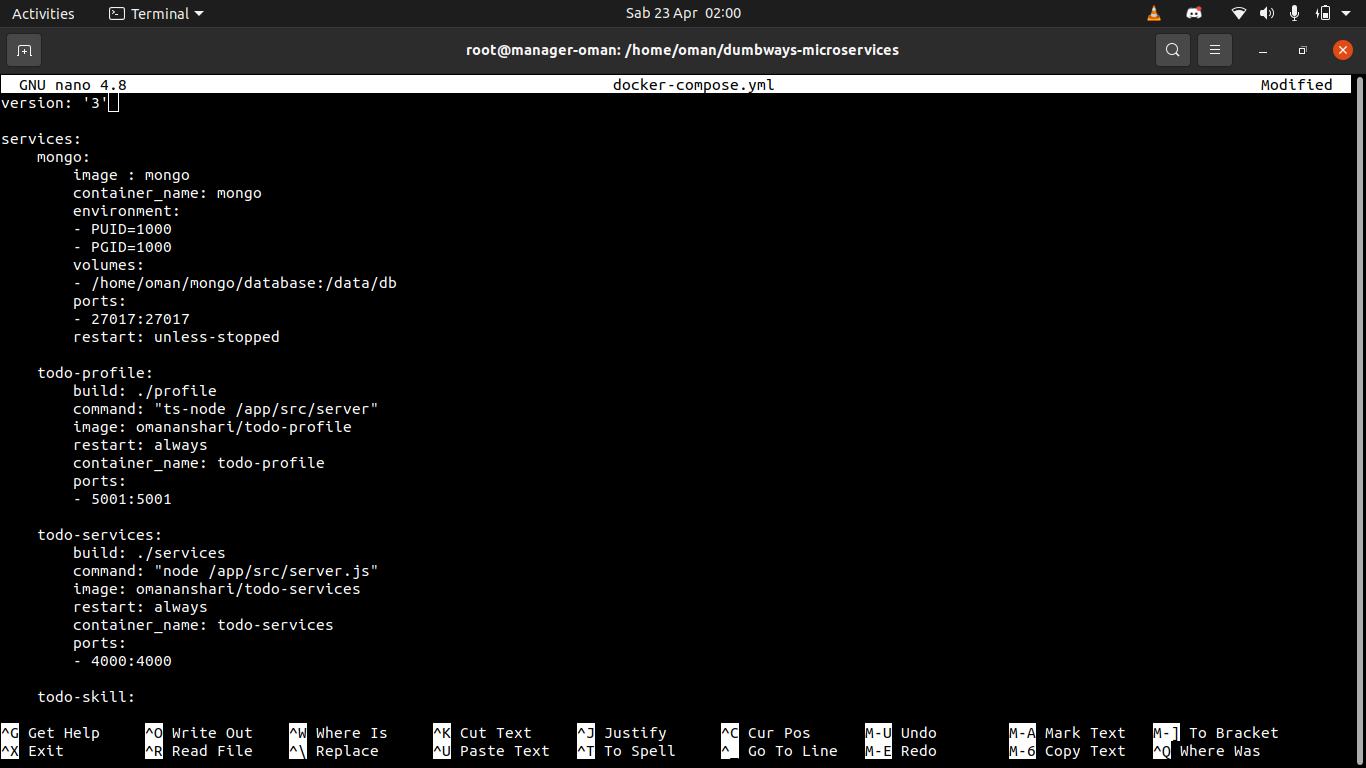 Activities Terminal Sab 23 Apr 02:00
root@manager-oman: /home/oman/dumbways-microservices
GNU nano 4.8 docker-compose.yml Modified
version: '3'
services:
    mongo:
        image : mongo
        container_name: mongo
        environment:
        - PUID=1000
        - PGID=1000
        volumes:
        - /home/oman/mongo/database:/data/db
        ports:
        - 27017:27017
        restart: unless-stopped
    todo-profile:
        build: ./profile
        command: "ts-node /app/src/server"
        image: omananshari/todo-profile
        restart: always
        container_name: todo-profile
        ports:
        - 5001:5001
    todo-services:
        build: ./services
        command: "node /app/src/server.js"
        image: omananshari/todo-services
        restart: always
        container_name: todo-services
        ports:
        - 4000:4000
    todo-skill:
^G Get Help ^O Write Out ^W Where Is ^K Cut Text ^J Justify ^C Cur Pos M-U Undo M-A Mark Text M-] To Bracket
^X Exit ^R Read File ^\ Replace ^U Paste Text ^T To Spell ^_ Go To Line M-E Redo M-6 Copy Text ^Q Where Was